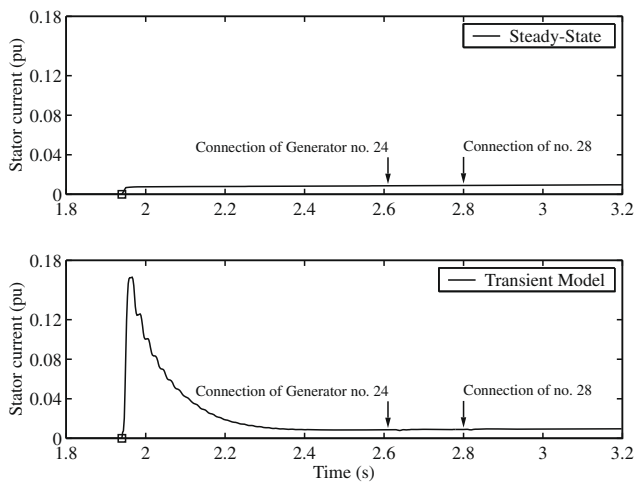 0.18
Steady-State
0.12
Stator current (pu)
0.08
Connection of Generator no. 24
Connection of no. 28
0.04
0
1.8 2 2.2 2.4 2.6 2.8 3 3.2
0.18
Transient Model
0.12
Stator current (pu)
0.08
Connection of Generator no. 24
Connection of no. 28
0.04
0
1.8 2 2.2 2.4 2.6 2.8 3 3.2
Time (s)